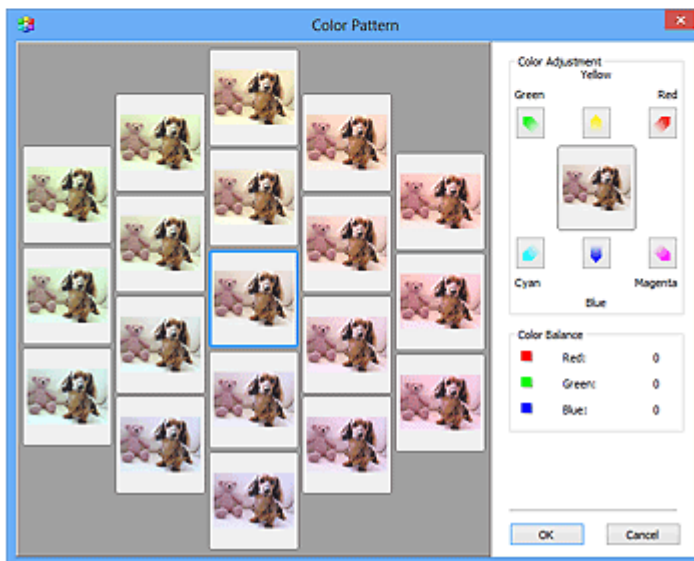 Color Pattern
Color Adjustment
Yellow
Green Red
Cyan Magenta
Blue
Color Balance
Red: 0
Green: 0
Blue: 0
OK Cancel